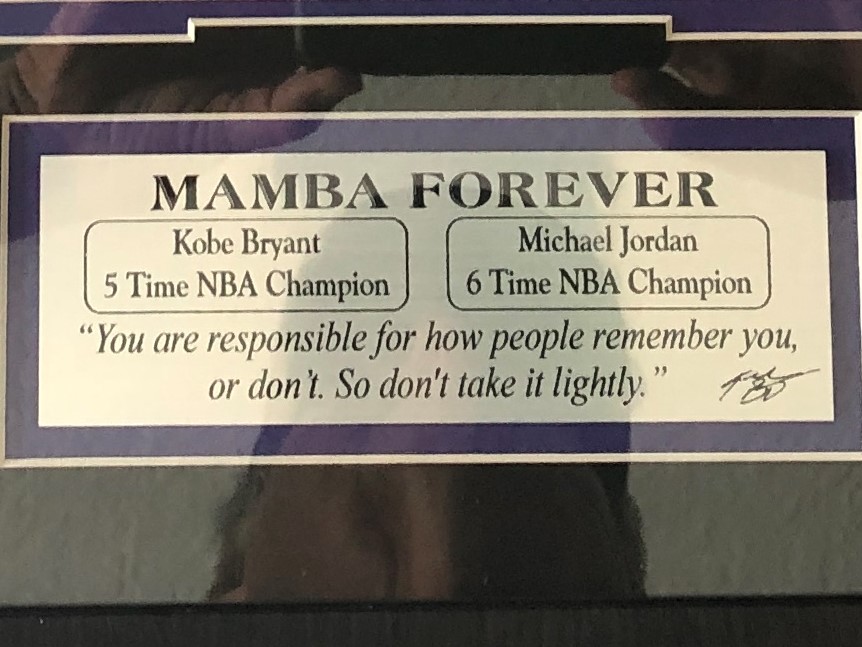 MAMBA FOREVER
Kobe Bryant
5 Time NBA Champion
Michael Jordan
6 Time NBA Champion
“You are responsible for how people remember you,
or don't. So don't take it lightly.”